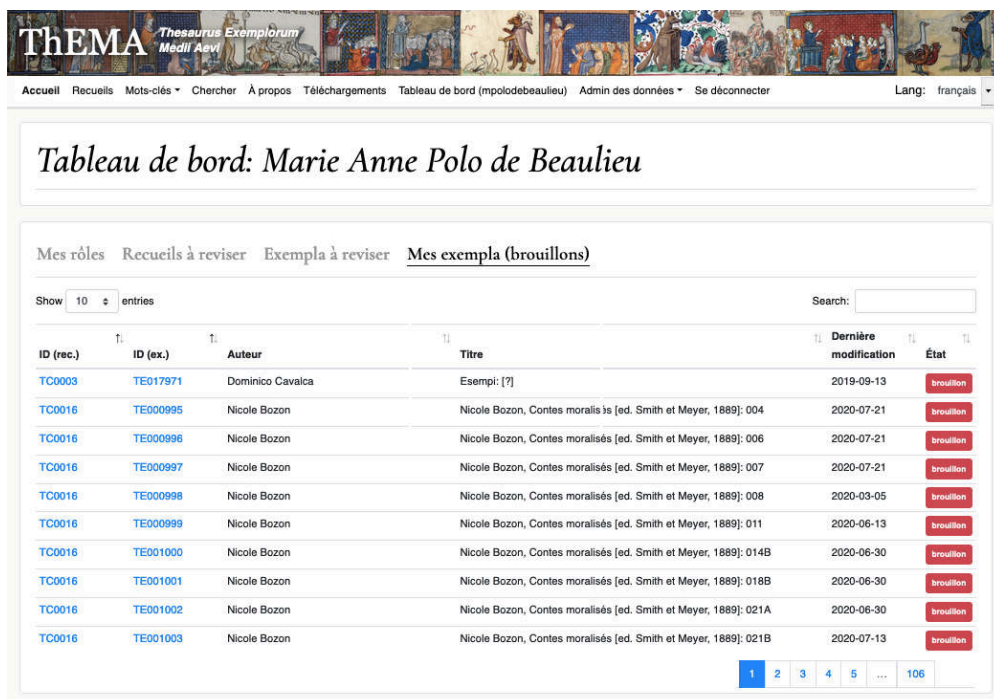 ThEMA Thesaurus Exemplorum
Medii Aevi
Accueil Recueils Mots-clés Chercher À propos Téléchargements Tableau de bord (mpolodebeaulieu) Admin des données Se déconnecter Lang: français
Tableau de bord: Marie Anne Polo de Beaulieu
Mes rôles Recueils à reviser Exempla à reviser Mes exempla (brouillons)
Show 10 entries Search:
ID (rec.) ID (ex.) Auteur Titre Dernière modification État
TC0003 TE017971 Dominico Cavalca Esempi: [?] 2019-09-13 brouillon
TC0016 TE000995 Nicole Bozon Nicole Bozon, Contes moralisés [ed. Smith et Meyer, 1889]: 004 2020-07-21 brouillon
TC0016 TE000996 Nicole Bozon Nicole Bozon, Contes moralisés [ed. Smith et Meyer, 1889]: 006 2020-07-21 brouillon
TC0016 TE000997 Nicole Bozon Nicole Bozon, Contes moralisés [ed. Smith et Meyer, 1889]: 007 2020-07-21 brouillon
TC0016 TE000998 Nicole Bozon Nicole Bozon, Contes moralisés [ed. Smith et Meyer, 1889]: 008 2020-03-05 brouillon
TC0016 TE000999 Nicole Bozon Nicole Bozon, Contes moralisés [ed. Smith et Meyer, 1889]: 011 2020-06-13 brouillon
TC0016 TE001000 Nicole Bozon Nicole Bozon, Contes moralisés [ed. Smith et Meyer, 1889]: 014B 2020-06-30 brouillon
TC0016 TE001001 Nicole Bozon Nicole Bozon, Contes moralisés [ed. Smith et Meyer, 1889]: 018B 2020-06-30 brouillon
TC0016 TE001002 Nicole Bozon Nicole Bozon, Contes moralisés [ed. Smith et Meyer, 1889]: 021A 2020-06-30 brouillon
TC0016 TE001003 Nicole Bozon Nicole Bozon, Contes moralisés [ed. Smith et Meyer, 1889]: 021B 2020-07-13 brouillon
1 2 3 4 5 ... 106